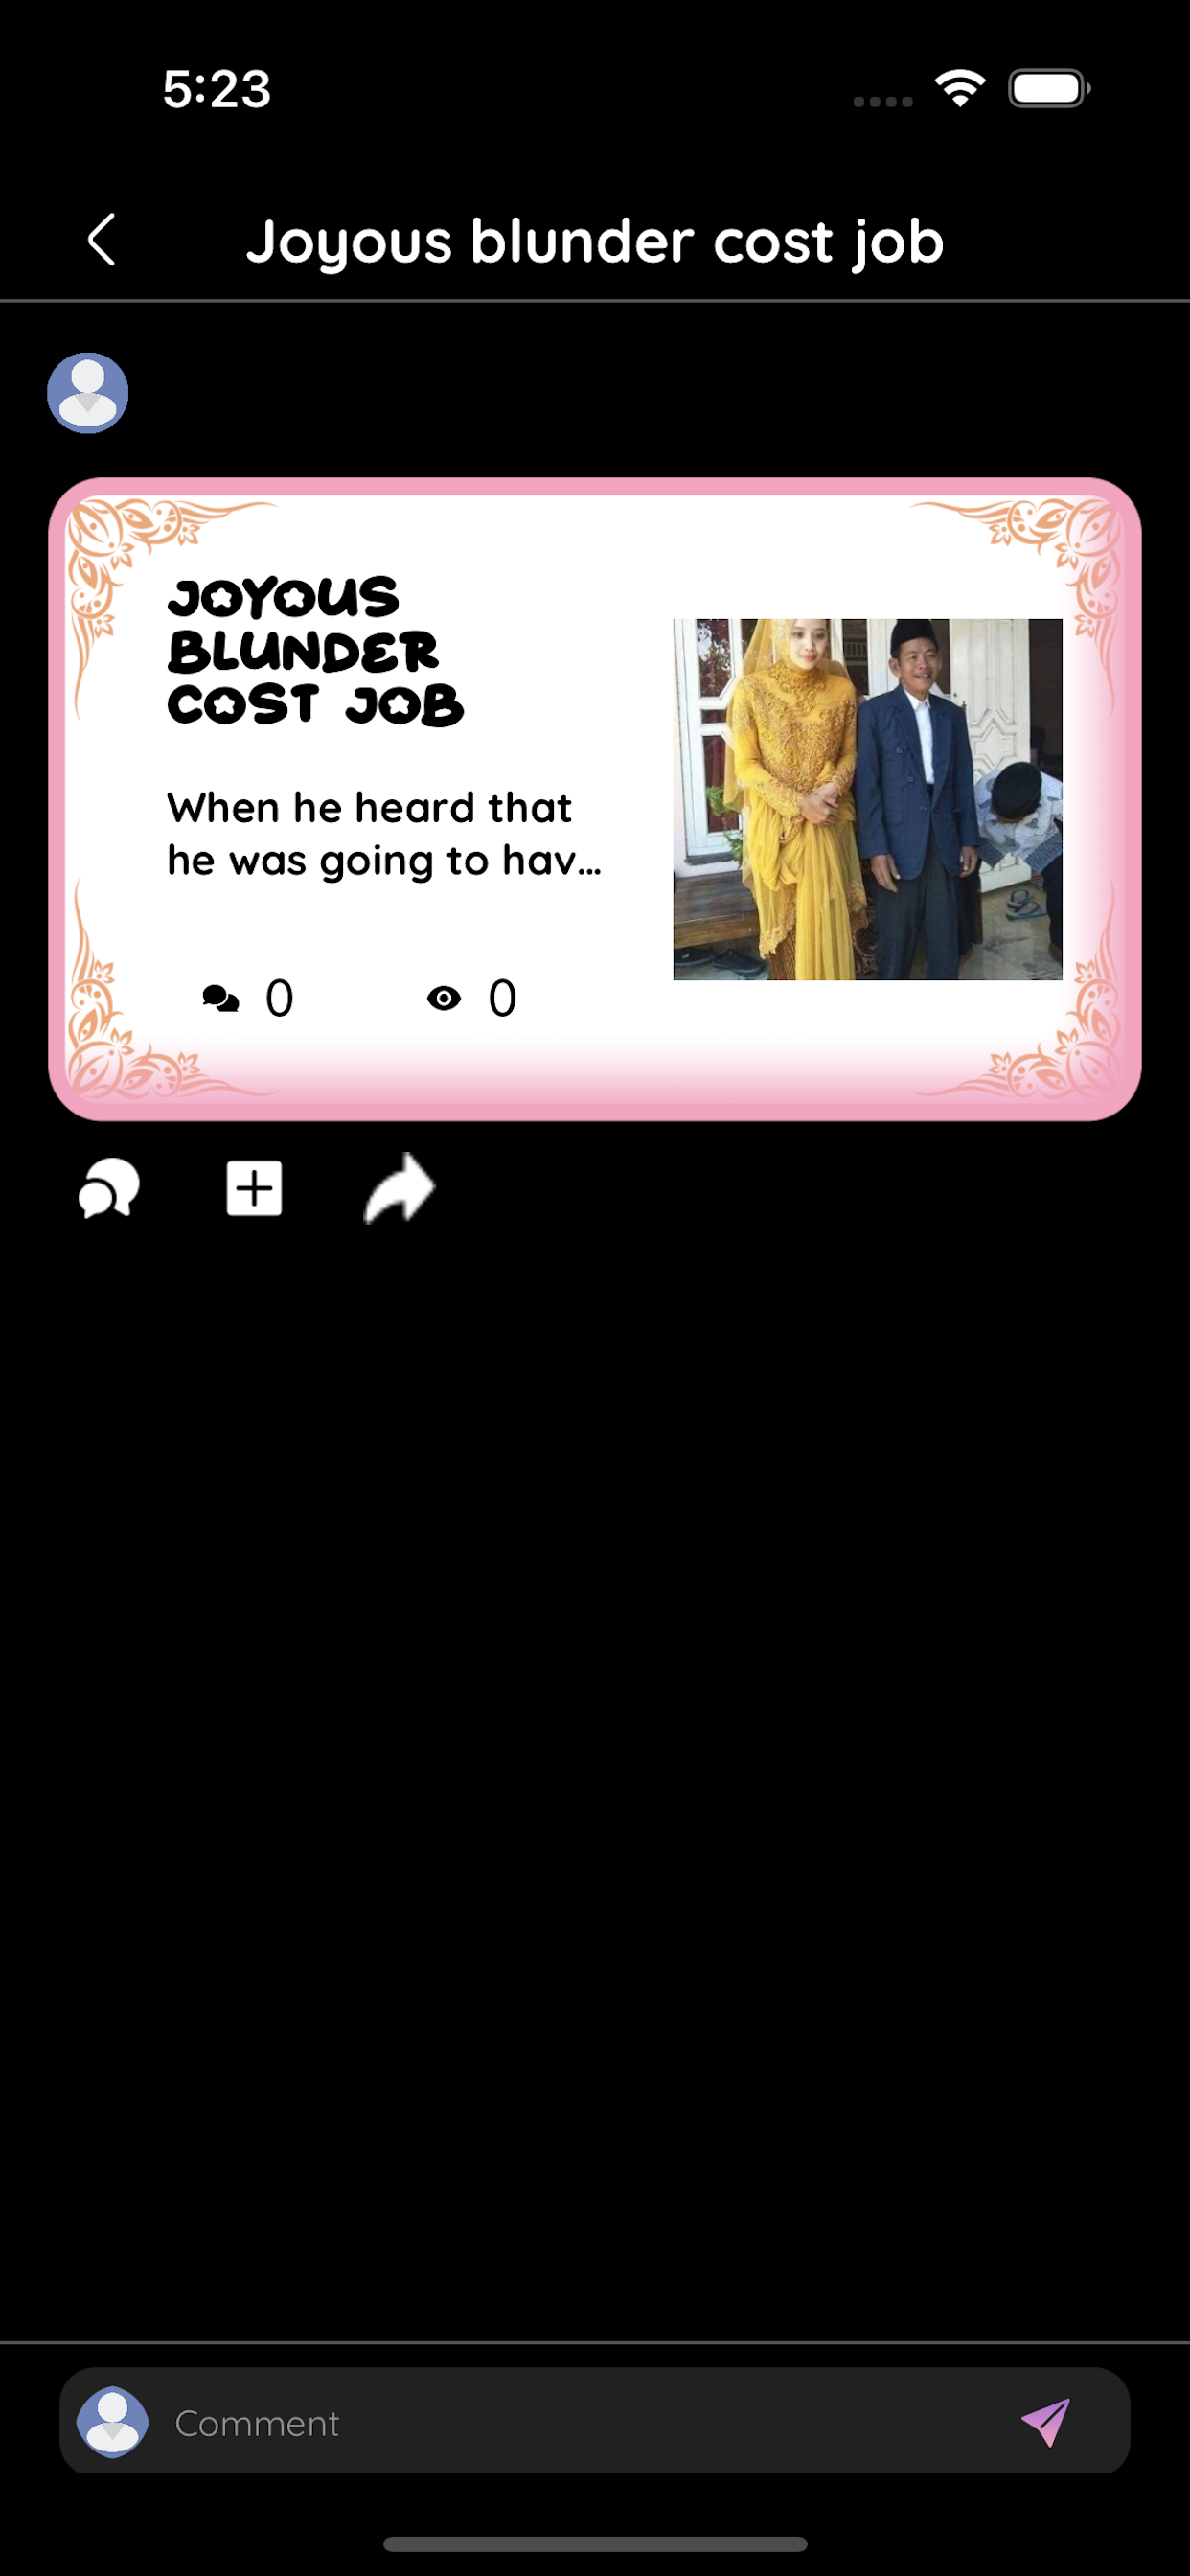 5:23
Joyous blunder cost job
JOYOUS
BLUNDER
COST JOB
When he heard that
he was going to hav...
0 0
Comment